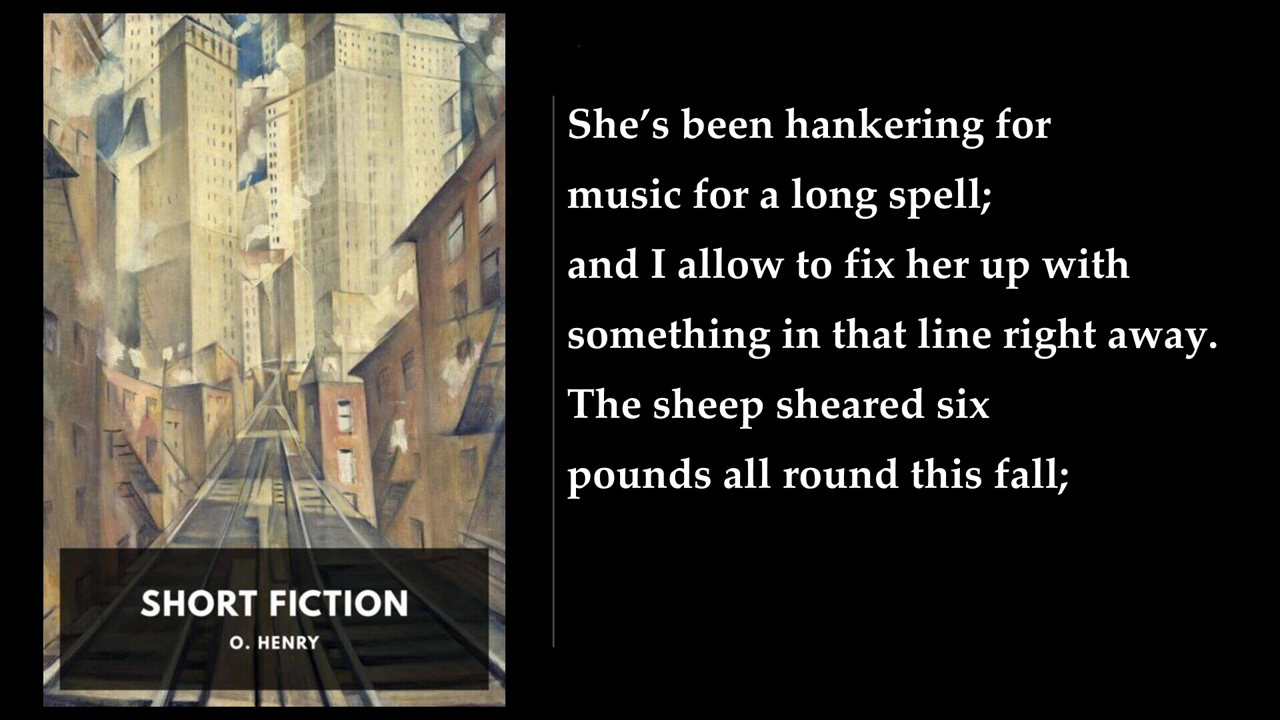 She’s been hankering for
music for a long spell;
and I allow to fix her up with
something in that line right away.
The sheep sheared six
pounds all round this fall;
SHORT FICTION
O. HENRY